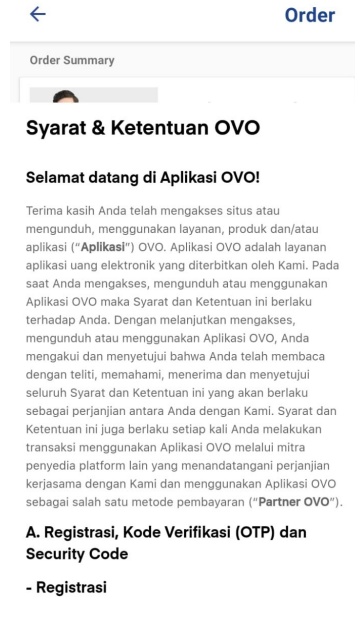 Order
Order Summary
Syarat & Ketentuan OVO
Selamat datang di Aplikasi OVO!
Terima kasih Anda telah mengakses situs atau
mengunduh, menggunakan layanan, produk dan/atau
aplikasi (“Aplikasi”) OVO. Aplikasi OVO adalah layanan
aplikasi uang elektronik yang diterbitkan oleh Kami. Pada
saat Anda mengakses, mengunduh atau menggunakan
Aplikasi OVO maka Syarat dan Ketentuan ini berlaku
terhadap Anda. Dengan melanjutkan mengakses,
mengunduh atau menggunakan Aplikasi OVO, Anda
mengakui dan menyetujui bahwa Anda telah membaca
dengan teliti, memahami, menerima dan menyetujui
seluruh Syarat dan Ketentuan ini yang akan berlaku
sebagai perjanjian antara Anda dengan Kami. Syarat dan
Ketentuan ini juga berlaku setiap kali Anda melakukan
transaksi menggunakan Aplikasi OVO melalui mitra
penyedia platform lain yang menandatangani perjanjian
kerjasama dengan Kami dan menggunakan Aplikasi OVO
sebagai salah satu metode pembayaran (“Partner OVO”).
A. Registrasi, Kode Verifikasi (OTP) dan
Security Code
- Registrasi